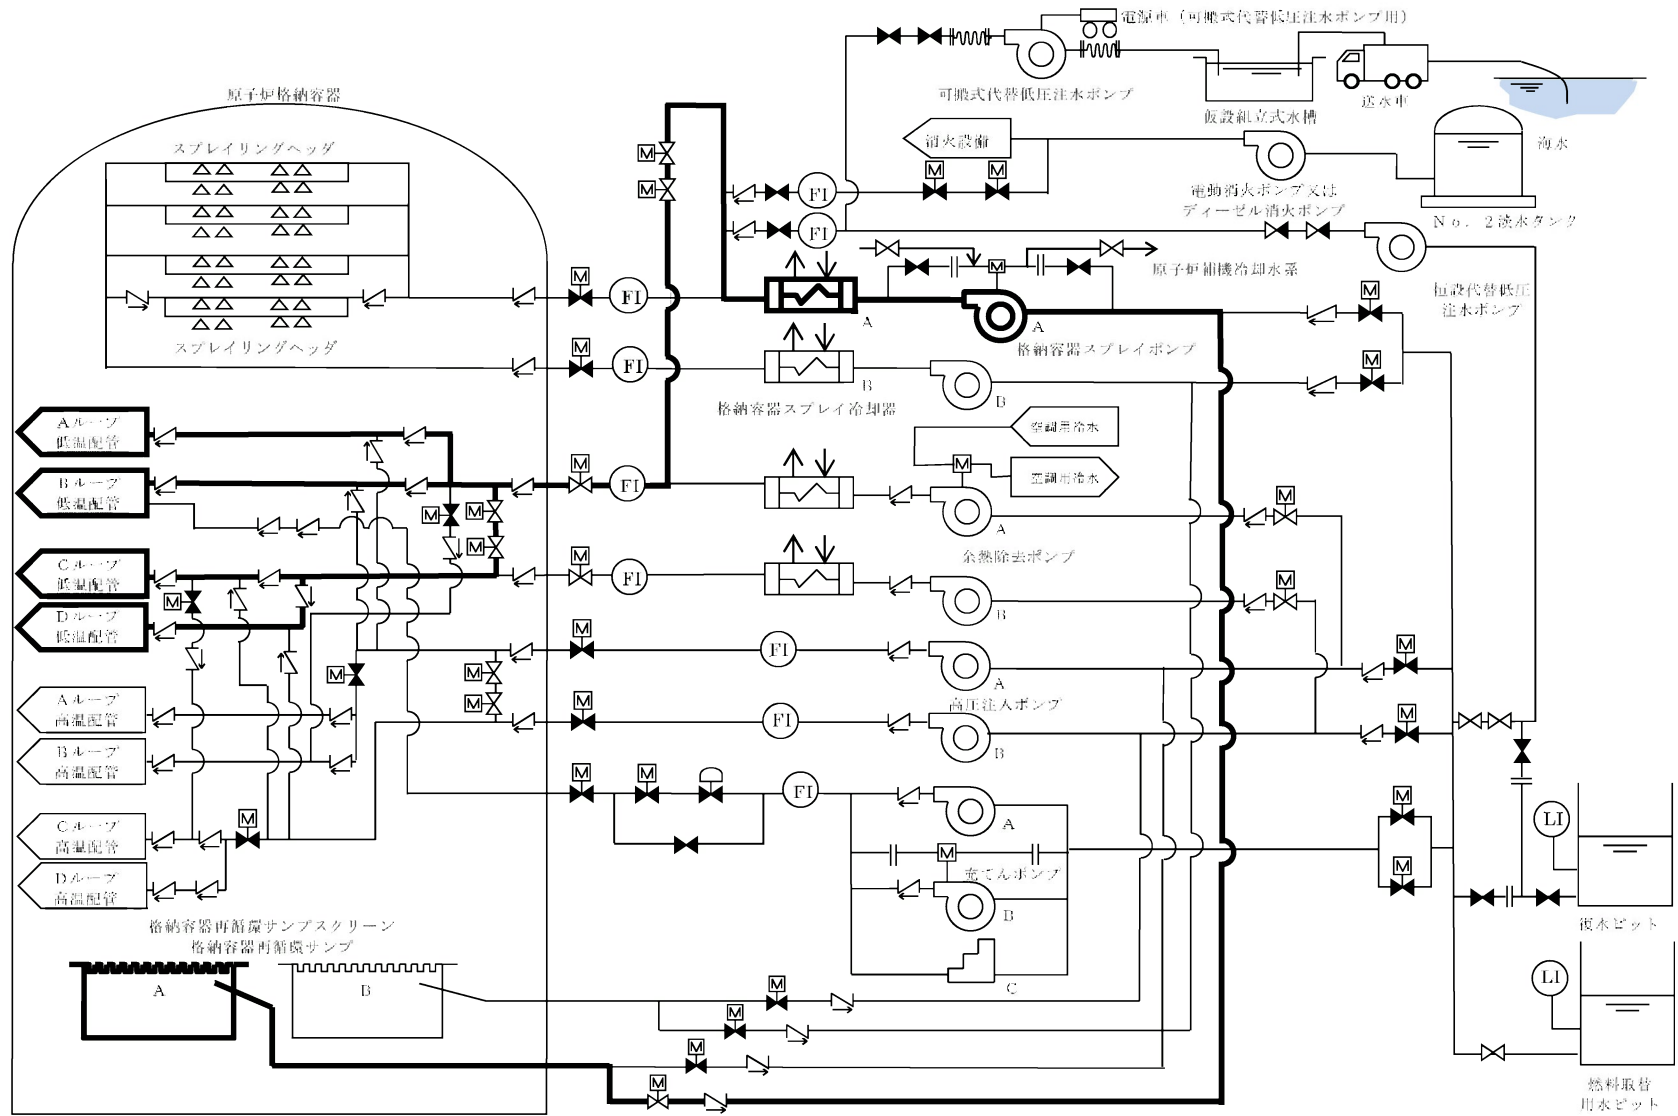 電源車（可搬式代替低圧注水ポンプ用）
可搬式代替低圧注水ポンプ
仮設組立式水槽
送水車
海水
原子炉格納容器
スプレイリングヘッダ
消火設備
M
M
M
M
FI
電動消火ポンプ又は
ディーゼル消火ポンプ
No．2淡水タンク
FI
原子炉補機冷却水系
M
恒設代替低圧
注水ポンプ
M
FI
M
A
A
格納容器スプレイポンプ
スプレイリングヘッダ
M
FI
M
B
B
格納容器スプレイ冷却器
Aループ
低温配管
空調用冷水
Bループ
低温配管
M
FI
M
空調用冷水
M
M
M
A
余熱除去ポンプ
Cループ
低温配管
M
M
FI
M
M
B
Dループ
低温配管
M
FI
M
M
M
A
高圧注入ポンプ
Aループ
高温配管
M
M
FI
M
B
Bループ
高温配管
M
M
FI
M
A
LI
Cループ
高温配管
M
M
充てんポンプ
M
Dループ
高温配管
B
復水ピット
格納容器再循環サンプスクリーン
格納容器再循環サンプ
A
B
C
M
LI
M
M
M
燃料取替
用水ピット